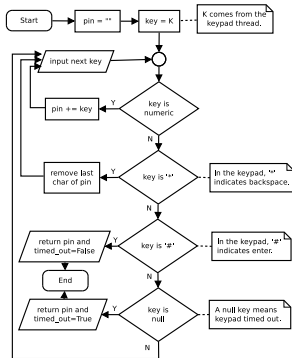 Start
pin = ""
key = K
K comes from the
keypad thread.
input next key
key is
numeric
Y
pin += key
N
key is '*'
Y
remove last
char of pin
In the keypad, '*'
indicates backspace.
N
key is '#'
Y
return pin and
timed_out=False
In the keypad, '#'
indicates enter.
End
N
key is
null
Y
return pin and
timed_out=True
A null key means
keypad timed out.
N